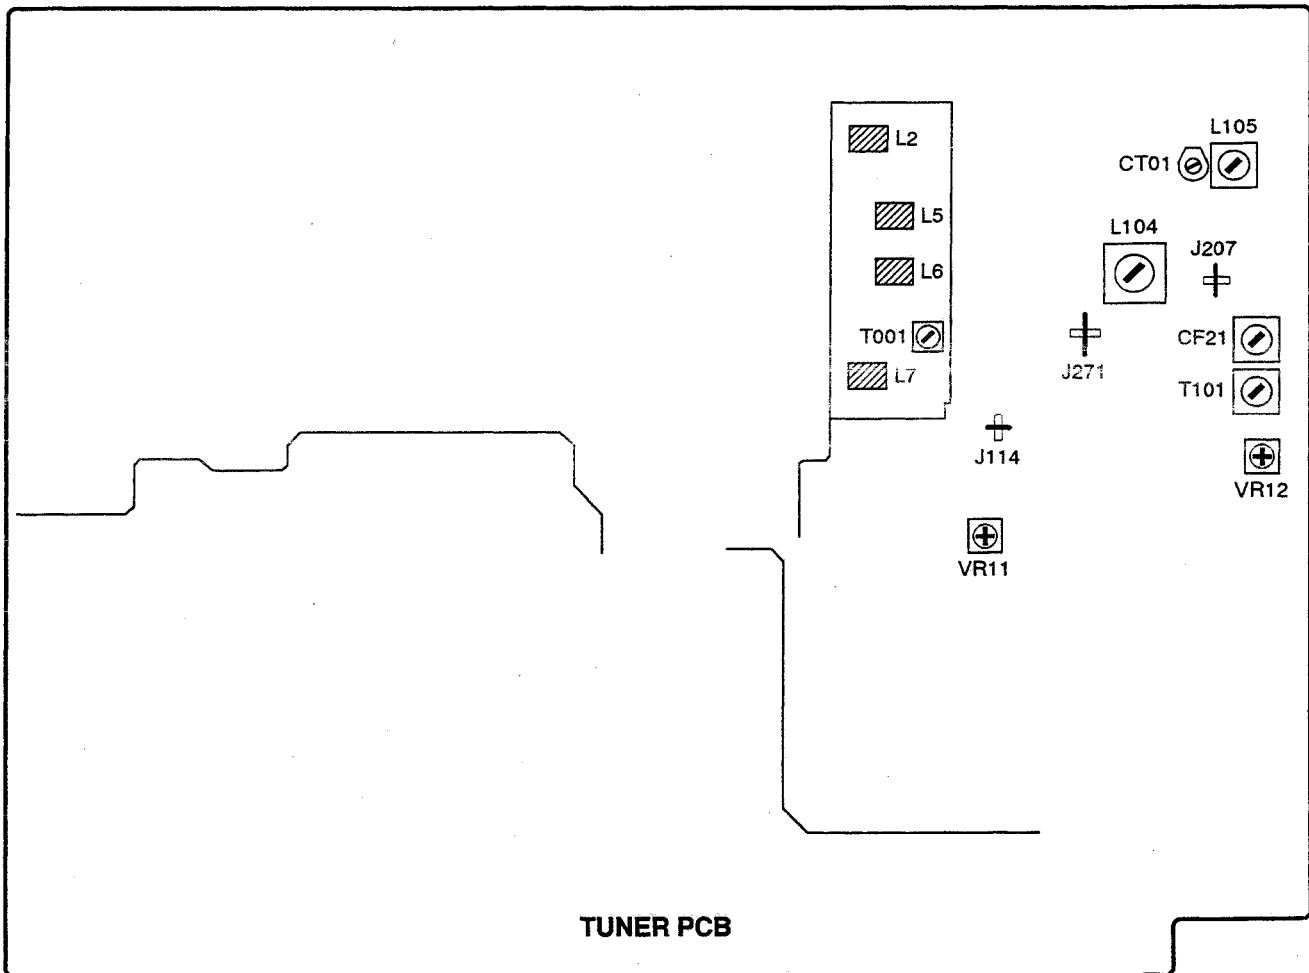 L2
L105
CT01
L5
L104
J207
L6
T001
CF21
J271
L7
T101
J114
VR12
VR11
TUNER PCB